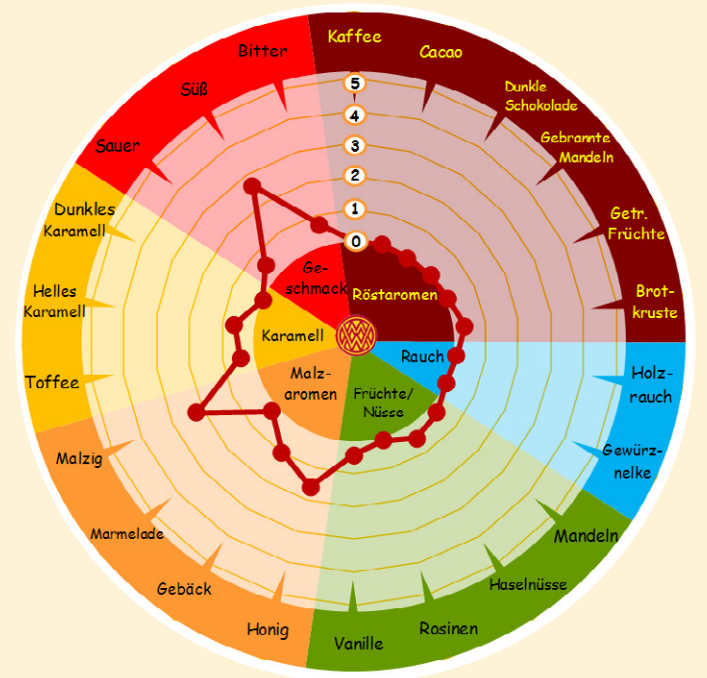 Kaffee
Cacao
Dunkle
Schokolade
Gebrannte
Mandeln
Getr.
Früchte
Brot-
kruste
Holz-
rauch
Gewürz-
nelke
Mandeln
Haselnüsse
Rosinen
Vanille
Honig
Gebäck
Marmelade
Malzig
Toffee
Helles
Karamell
Dunkles
Karamell
Sauer
Süß
Bitter
5
4
3
2
1
0
Ge-
schmack
Röstaromen
Karamell
Rauch
Malz-
aromen
Früchte/
Nüsse